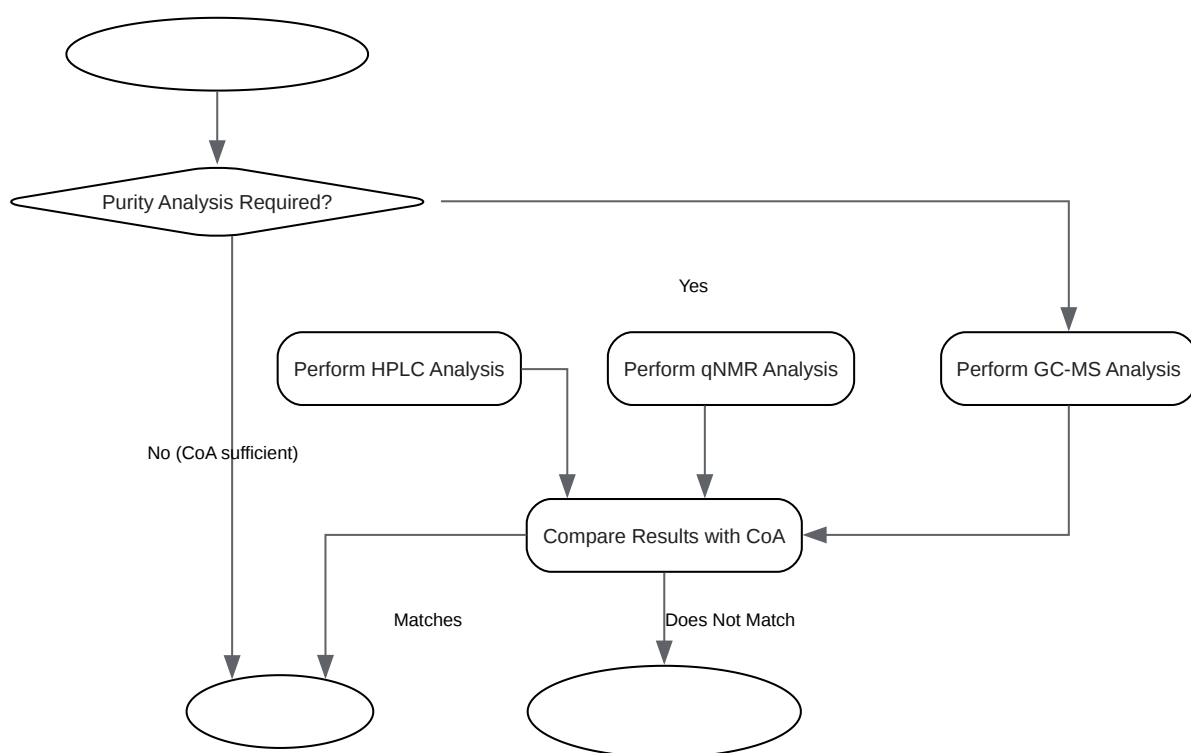 Purity Analysis Required?
Yes
Perform HPLC Analysis
Perform qNMR Analysis
Perform GC-MS Analysis
No (CoA sufficient)
Compare Results with CoA
Matches
Does Not Match